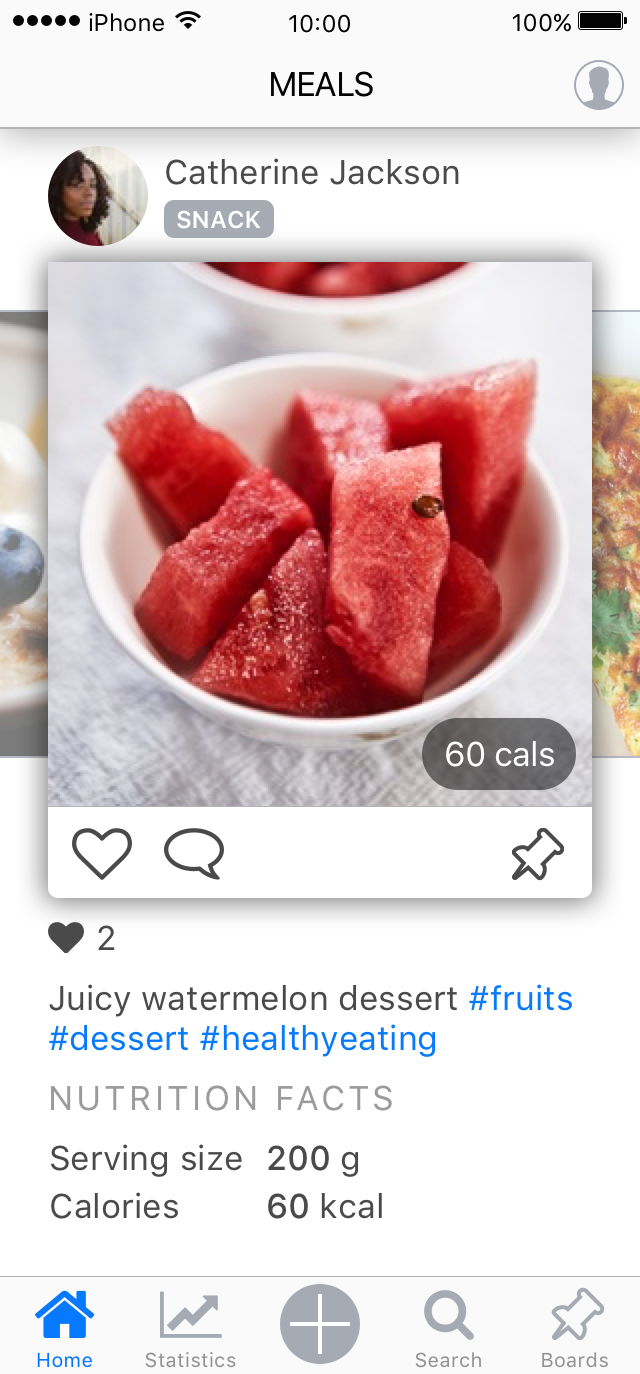 iPhone 10:00 100%
MEALS
Catherine Jackson
SNACK
60 cals
2
Juicy watermelon dessert #fruits
#dessert #healthyeating
NUTRITION FACTS
Serving size 200 g
Calories 60 kcal
Home Statistics Search Boards